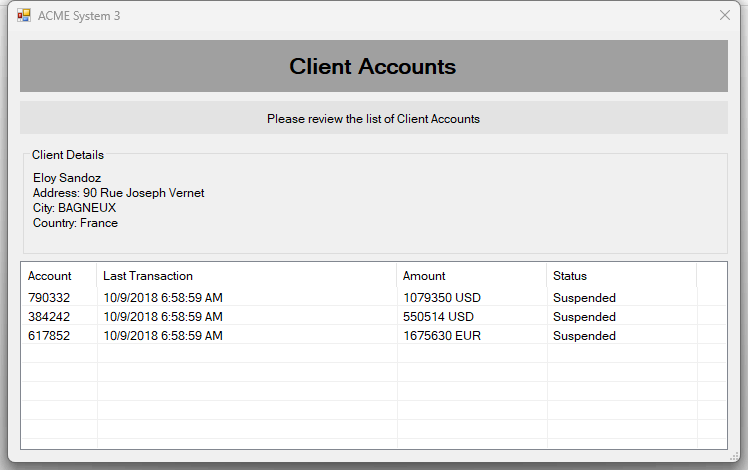 ACME System 3
Client Accounts
Please review the list of Client Accounts
Client Details
Eloy Sandoz
Address: 90 Rue Joseph Vernet
City: BAGNEUX
Country: France
Account Last Transaction Amount Status
790332 10/9/2018 6:58:59 AM 1079350 USD Suspended
384242 10/9/2018 6:58:59 AM 550514 USD Suspended
617852 10/9/2018 6:58:59 AM 1675630 EUR Suspended